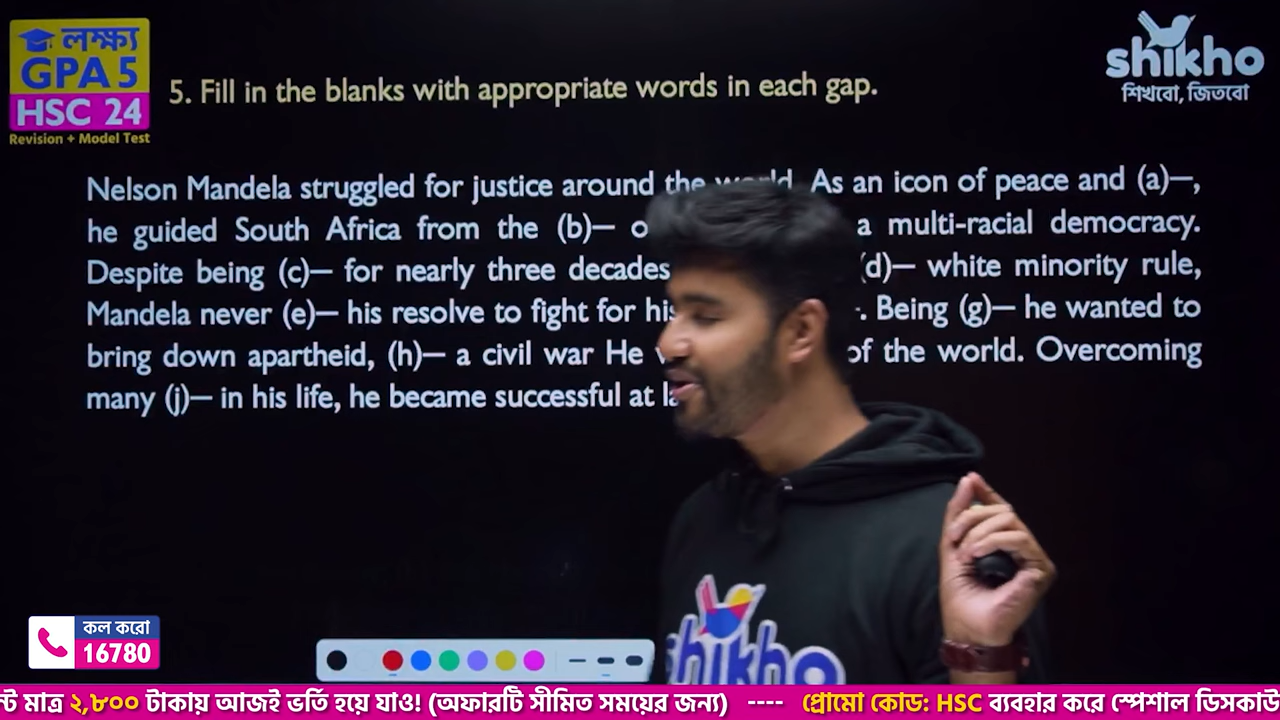 লক্ষ্য
GPA 5
HSC 24
Revision + Model Test
shikho
শিখবো, জিতবো
5. Fill in the blanks with appropriate words in each gap.
Nelson Mandela struggled for justice around the world. As an icon of peace and (a)—,
he guided South Africa from the (b)— a multi-racial democracy.
Despite being (c)— for nearly three decades (d)— white minority rule,
Mandela never (e)— his resolve to fight for his . Being (g)— he wanted to
bring down apartheid, (h)— a civil war He of the world. Overcoming
many (j)— in his life, he became successful at
shikho
কল করো
16780
মাত্র ২,৮০০ টাকায় আজই ভর্তি হয়ে যাও! (অফারটি সীমিত সময়ের জন্য) ---- প্রোমো কোড: HSC ব্যবহার করে স্পেশাল